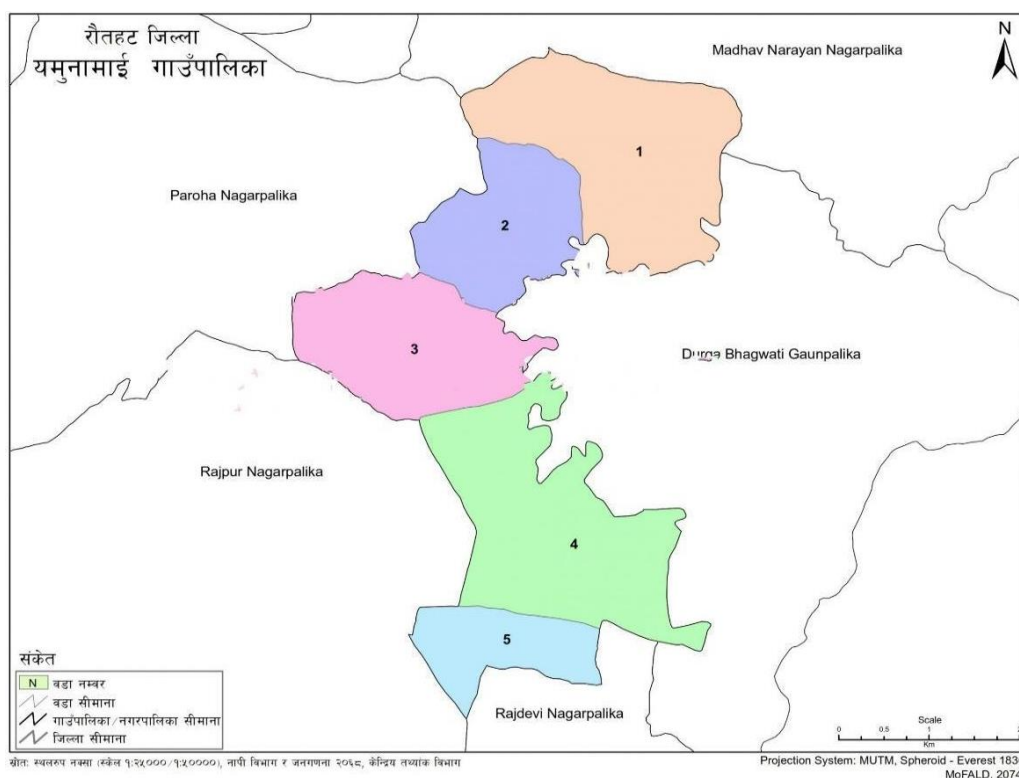 रौतहट जिल्ला
यमुनामाई गाउँपालिका
N
Madhav Narayan Nagarpalika
1
Paroha Nagarpalika
2
3
Durga Bhagwati Gaunpalika
Rajpur Nagarpalika
4
5
Rajdevi Nagarpalika
संकेत
N वडा नम्बर
वडा सीमाना
गाउँपालिका/नगरपालिका सीमाना
जिल्ला सीमाना
Scale
0 0.5 1 2
Km
स्रोत: स्थलरुप नक्सा (स्केल १:२५०००/१:५००००), नापी विभाग र जनगणना २०६८, केन्द्रिय तथ्यांक विभाग
Projection System: MUTM, Spheroid - Everest 183
MoFALD, 2074